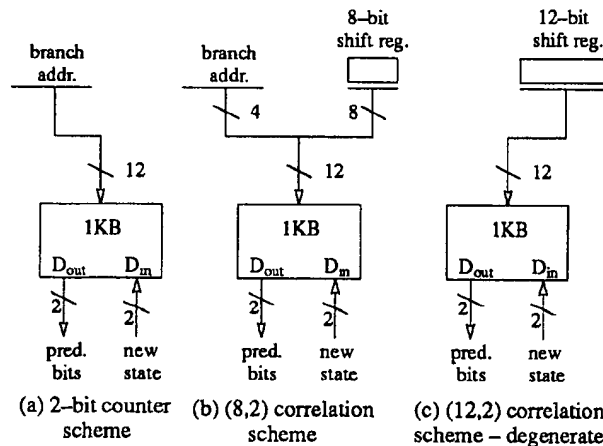 branch
addr.
12
1KB
Dout Din
2 2
pred. new
bits state
(a) 2-bit counter
scheme
branch
addr.
8-bit
shift reg.
4 8
12
1KB
Dout Din
2 2
pred. new
bits state
(b) (8,2) correlation
scheme
12-bit
shift reg.
12
1KB
Dout Din
2 2
pred. new
bits state
(c) (12,2) correlation
scheme - degenerate